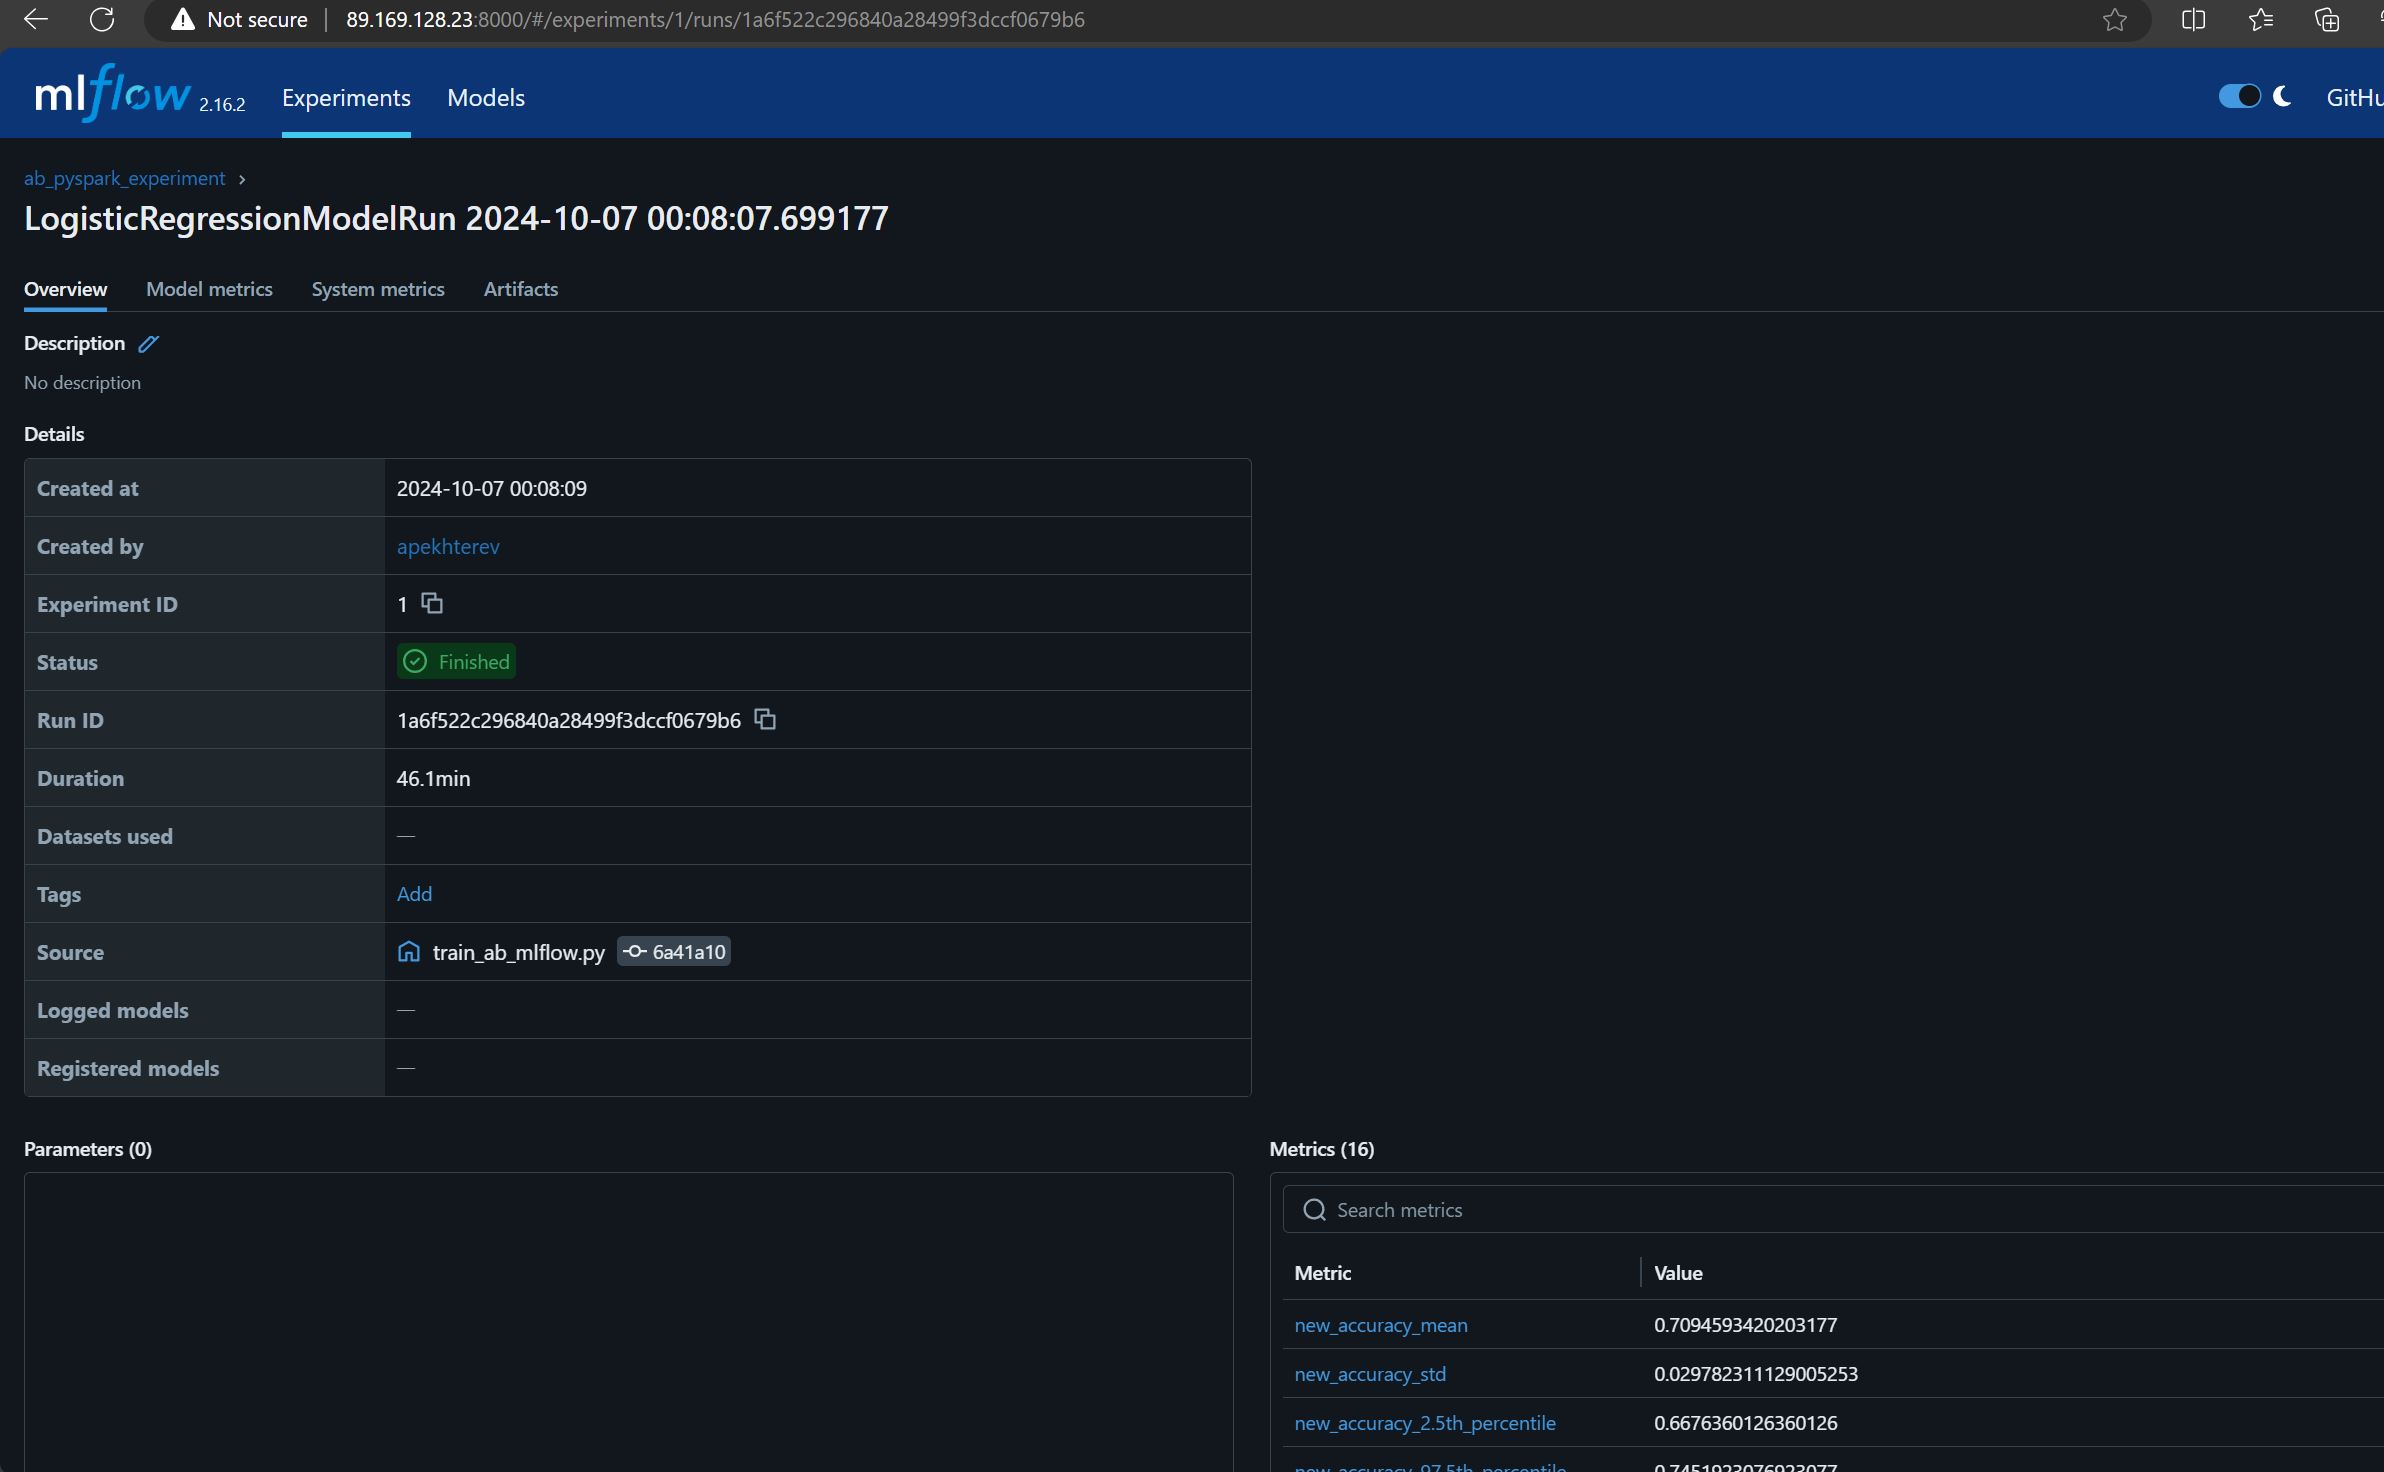 Not secure | 89.169.128.23:8000/#/experiments/1/runs/1a6f522c296840a28499f3dccf0679b6
mlflow 2.16.2 Experiments Models GitHu
ab_pyspark_experiment ›
LogisticRegressionModelRun 2024-10-07 00:08:07.699177
Overview Model metrics System metrics Artifacts
Description
No description
Details
Created at 2024-10-07 00:08:09
Created by apekhterev
Experiment ID 1
Status Finished
Run ID 1a6f522c296840a28499f3dccf0679b6
Duration 46.1min
Datasets used —
Tags Add
Source train_ab_mlflow.py 6a41a10
Logged models —
Registered models —
Parameters (0)
Metrics (16)
Search metrics
Metric Value
new_accuracy_mean 0.7094593420203177
new_accuracy_std 0.029782311129005253
new_accuracy_2.5th_percentile 0.6676360126360126
new_accuracy_97.5th_percentile 0.7451923076923077